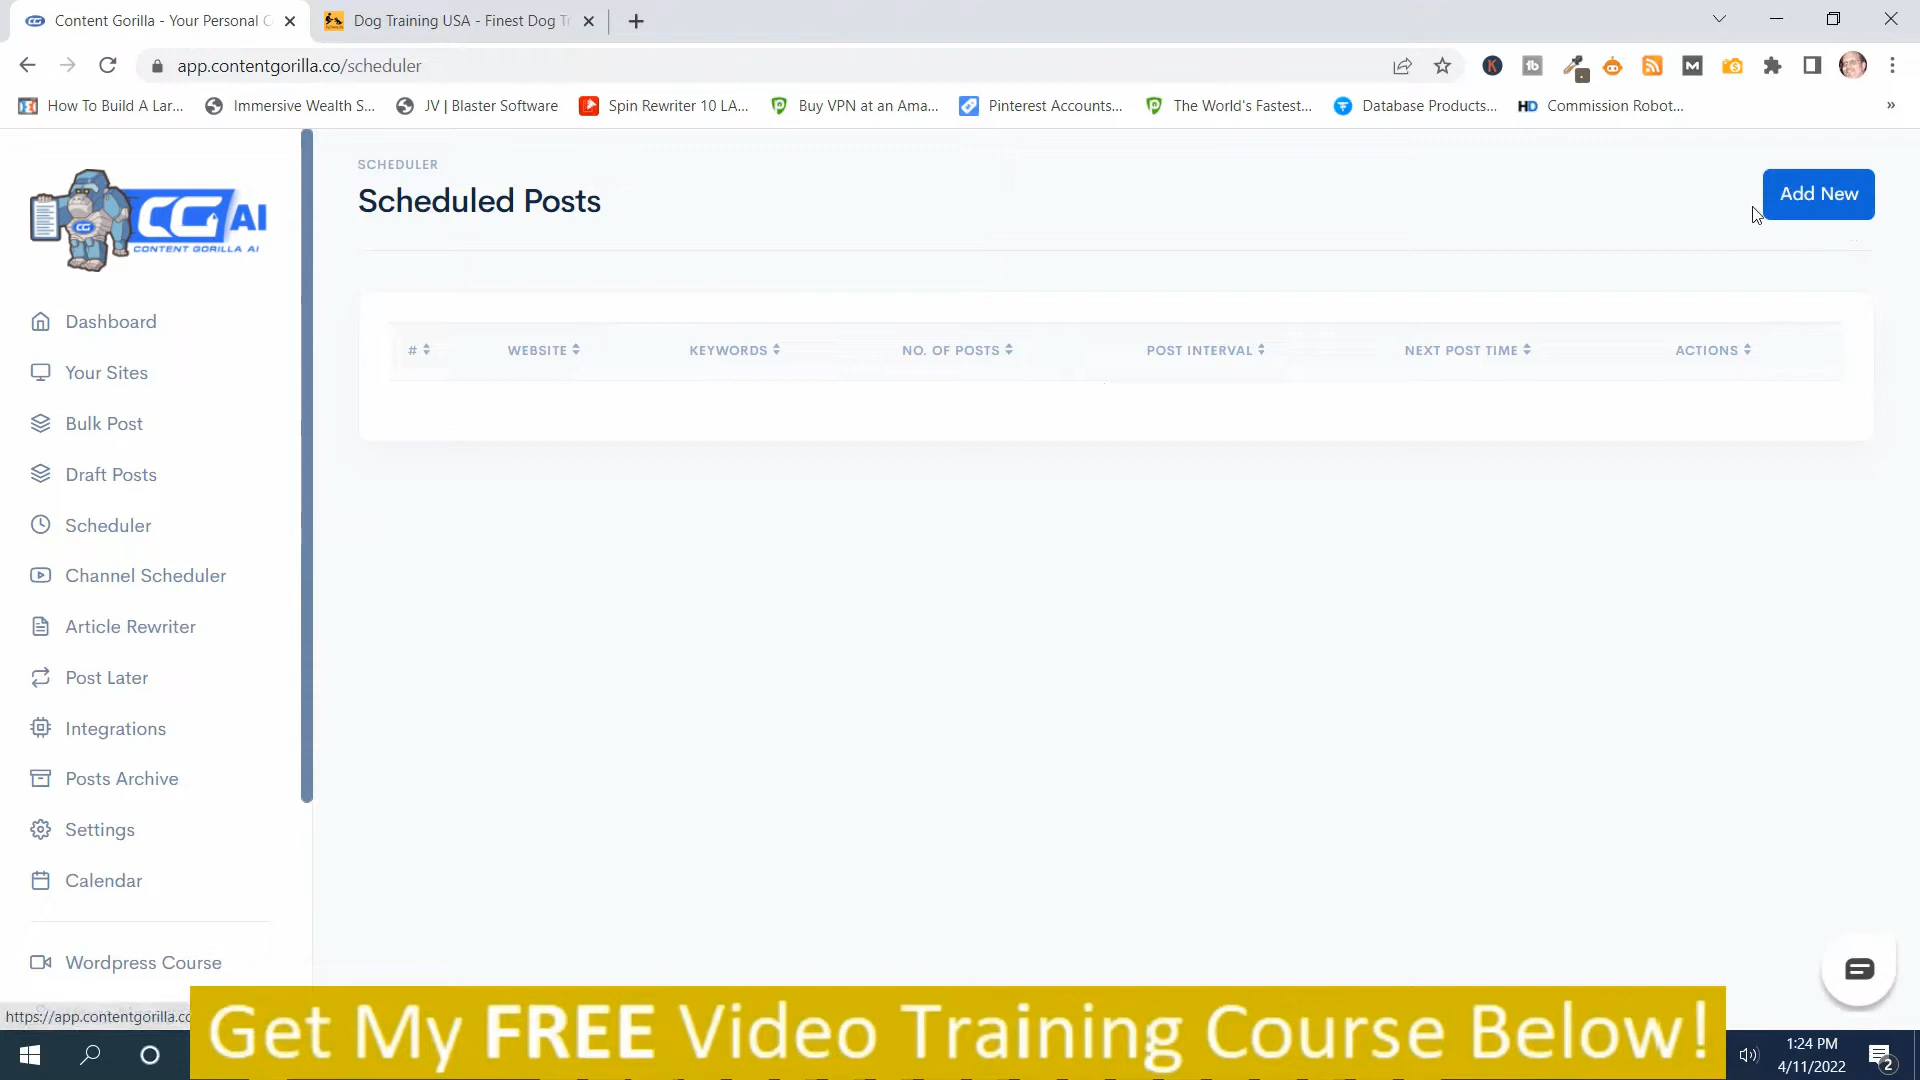 Content Gorilla - Your Personal C
Dog Training USA - Finest Dog Tr
app.contentgorilla.co/scheduler
How To Build A Lar...
Immersive Wealth S...
JV | Blaster Software
Spin Rewriter 10 LA...
Buy VPN at an Ama...
Pinterest Accounts...
The World's Fastest...
Database Products...
HD Commission Robot...
CG AI
CONTENT GORILLA AI
SCHEDULER
Scheduled Posts
Add New
# WEBSITE KEYWORDS NO. OF POSTS POST INTERVAL NEXT POST TIME ACTIONS
Dashboard
Your Sites
Bulk Post
Draft Posts
Scheduler
Channel Scheduler
Article Rewriter
Post Later
Integrations
Posts Archive
Settings
Calendar
Wordpress Course
https://app.contentgorilla.co
Get My FREE Video Training Course Below!
1:24 PM
4/11/2022
2